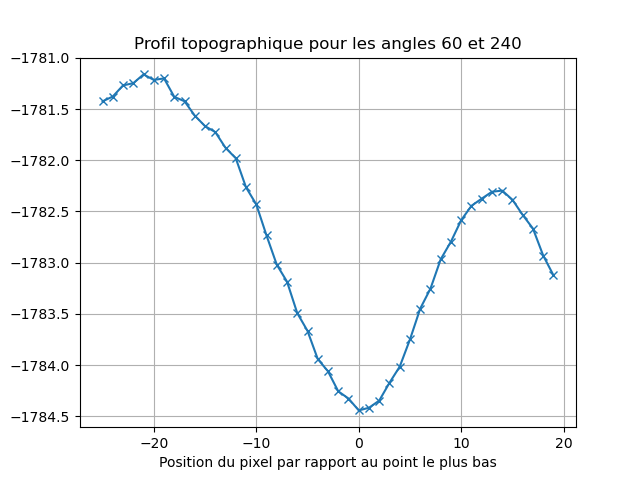 Profil topographique pour les angles 60 et 240
−1781.0
−1781.5
−1782.0
−1782.5
−1783.0
−1783.5
−1784.0
−1784.5
−20 −10 0 10 20
Position du pixel par rapport au point le plus bas